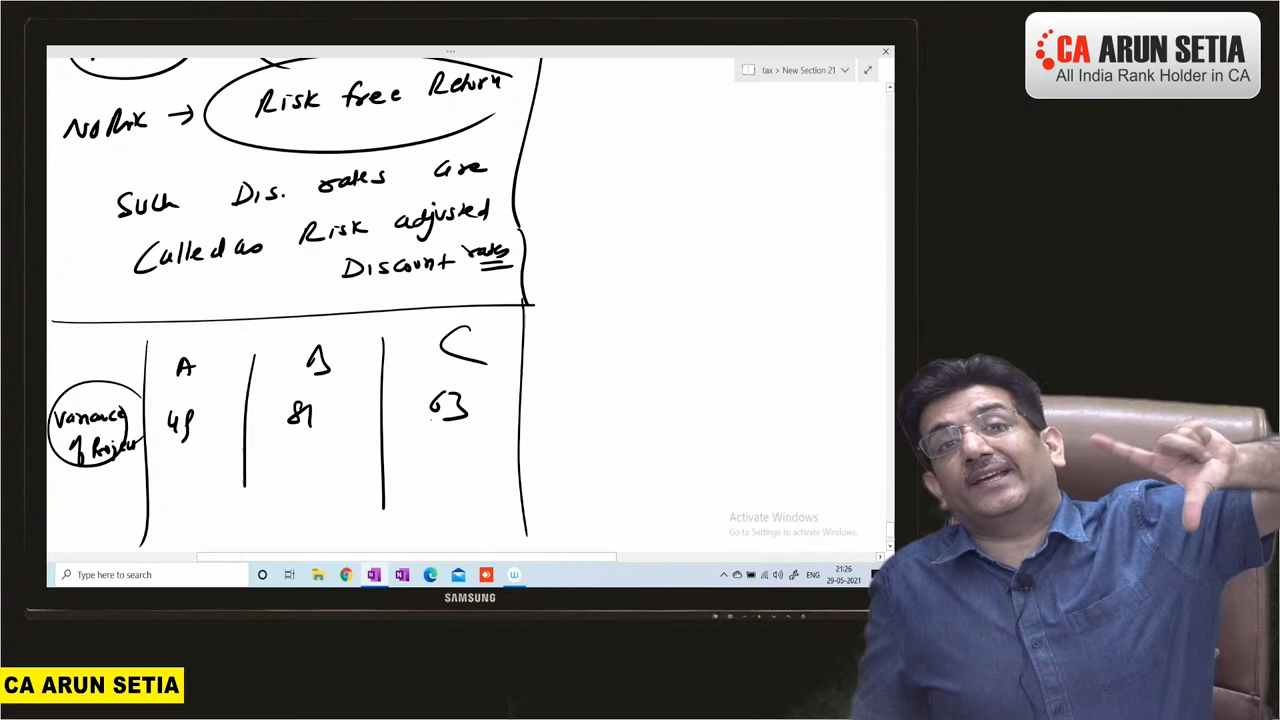 CA ARUN SETIA
All India Rank Holder in CA
tax > New Section 21
No Risk → Risk free Return
Such Dis. rates are
Called as Risk adjusted
Discount rates
A B C
Variance 49 81 63
of Project
Activate Windows
Go to Settings to activate Windows.
Type here to search
ENG
21:26
29-05-2021
SAMSUNG
CA ARUN SETIA